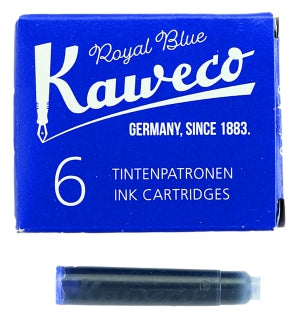 Royal Blue
Kaweco
GERMANY, SINCE 1883.
6
TINTENPATRONEN
INK CARTRIDGES